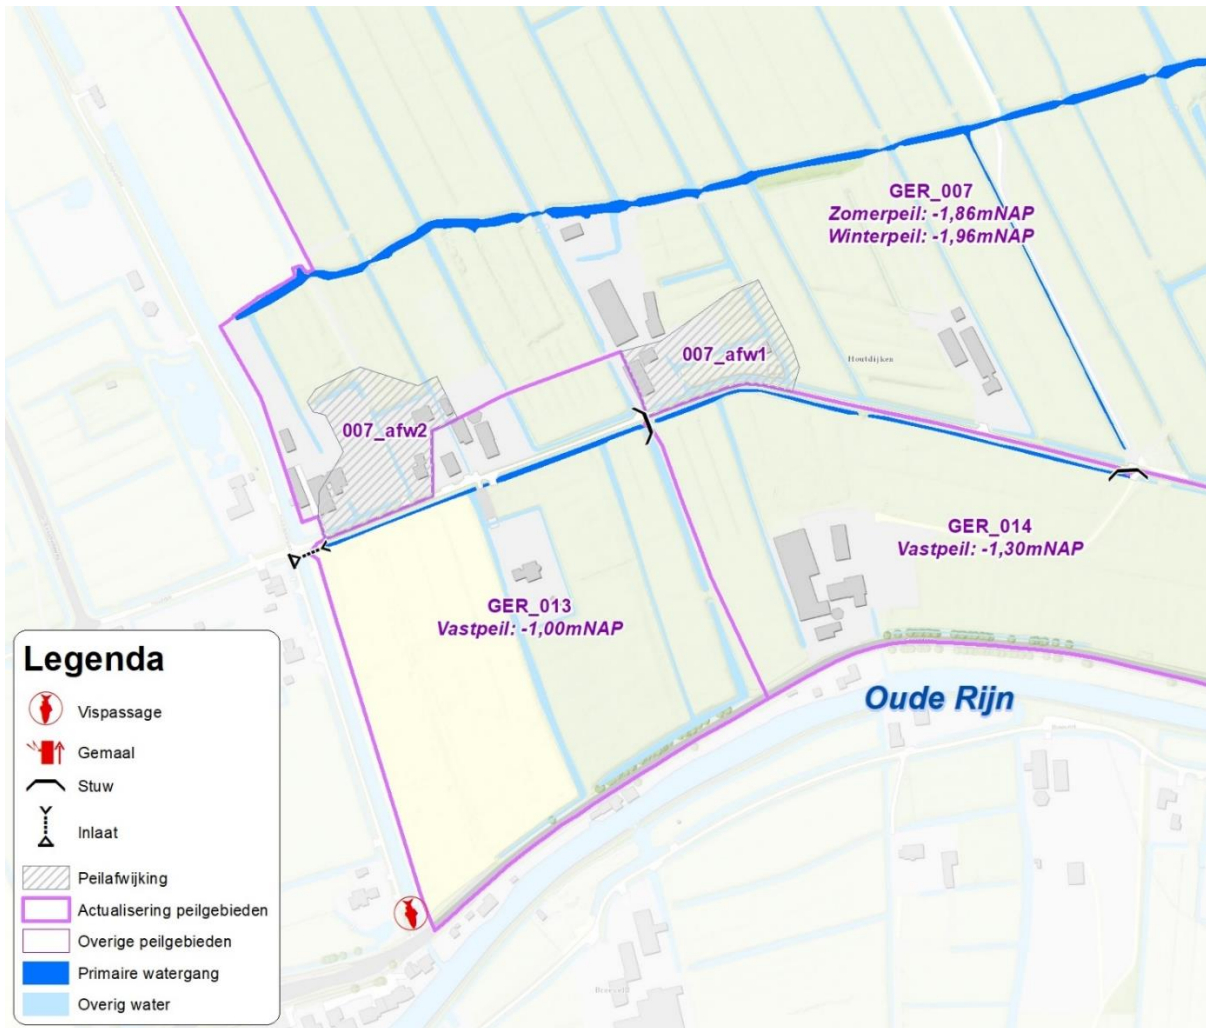 GER_007
Zomerpeil: -1,86mNAP
Winterpeil: -1,96mNAP
007_afw1
Houtdijken
007_afw2
GER_014
Vastpeil: -1,30mNAP
GER_013
Vastpeil: -1,00mNAP
Oude Rijn
Legenda
Vispassage
Gemaal
Stuw
Inlaat
Peilafwijking
Actualisering peilgebieden
Overige peilgebieden
Primaire watergang
Overig water